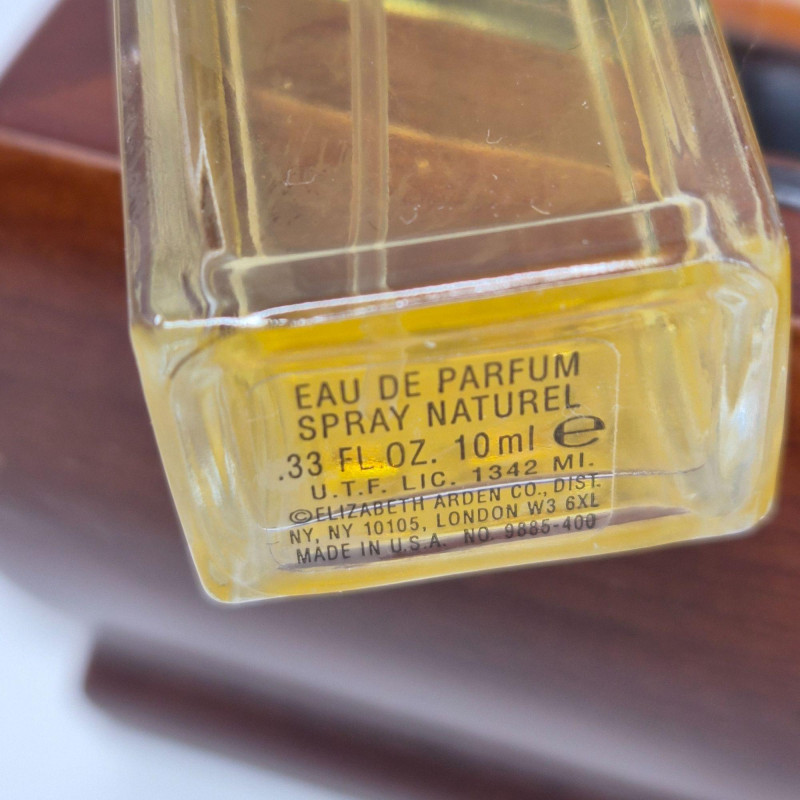 EAU DE PARFUM
SPRAY NATUREL
.33 FL.OZ. 10ml e
U.T.F. LIC. 1342 MI.
©ELIZABETH ARDEN CO., DIST.
NY, NY 10105, LONDON W3 6XL
MADE IN U.S.A. NO. 9885-400